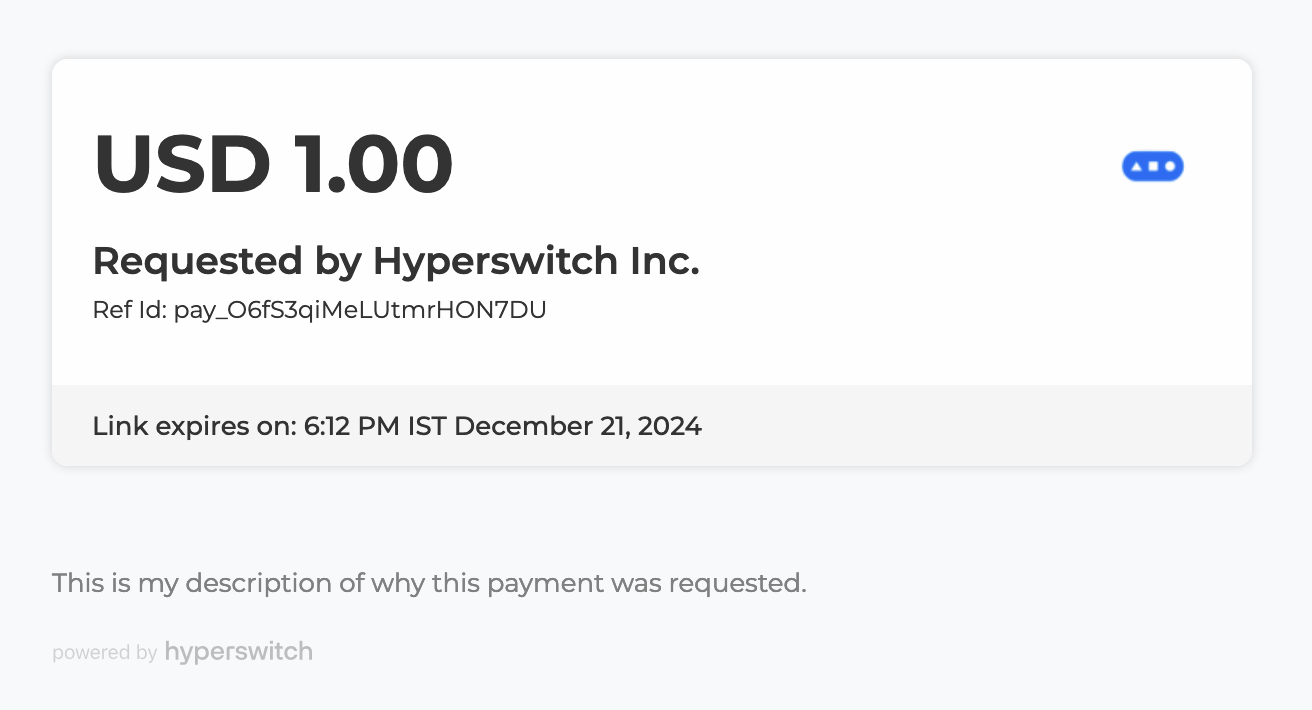 USD 1.00
Requested by Hyperswitch Inc.
Ref Id: pay_O6fS3qiMeLUtmrHON7DU
Link expires on: 6:12 PM IST December 21, 2024
This is my description of why this payment was requested.
powered by hyperswitch